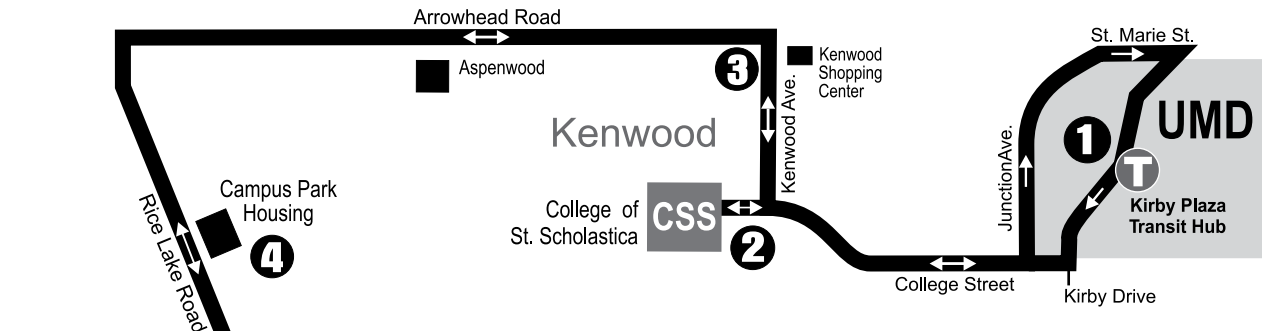 Arrowhead Road
St. Marie St.
Aspenwood
3
Kenwood
Shopping
Center
Kenwood
Kenwood Ave.
JunctionAve.
1
UMD
T
Kirby Plaza
Transit Hub
Campus Park
Housing
4
Rice Lake Road
College of
St. Scholastica
CSS
2
College Street
Kirby Drive